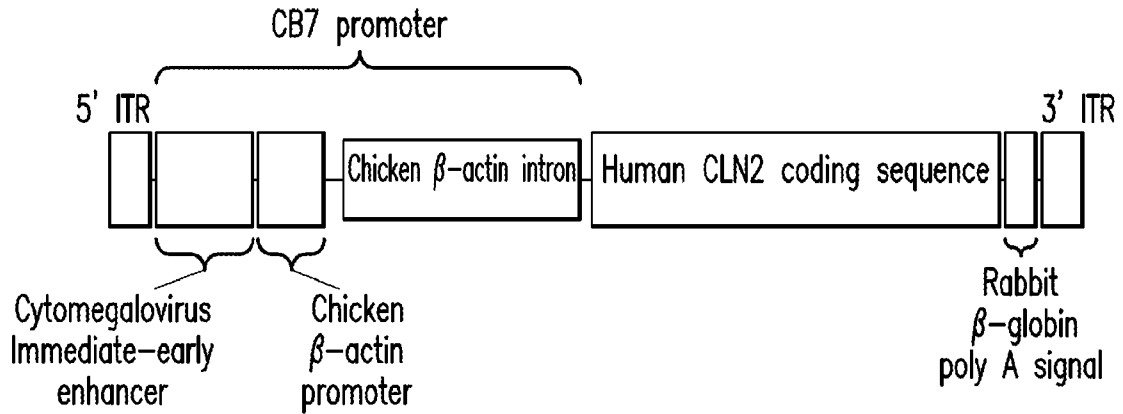 CB7 promoter
5' ITR
3' ITR
Chicken β-actin intron
Human CLN2 coding sequence
Cytomegalovirus
Immediate-early
enhancer
Chicken
β-actin
promoter
Rabbit
β-globin
poly A signal